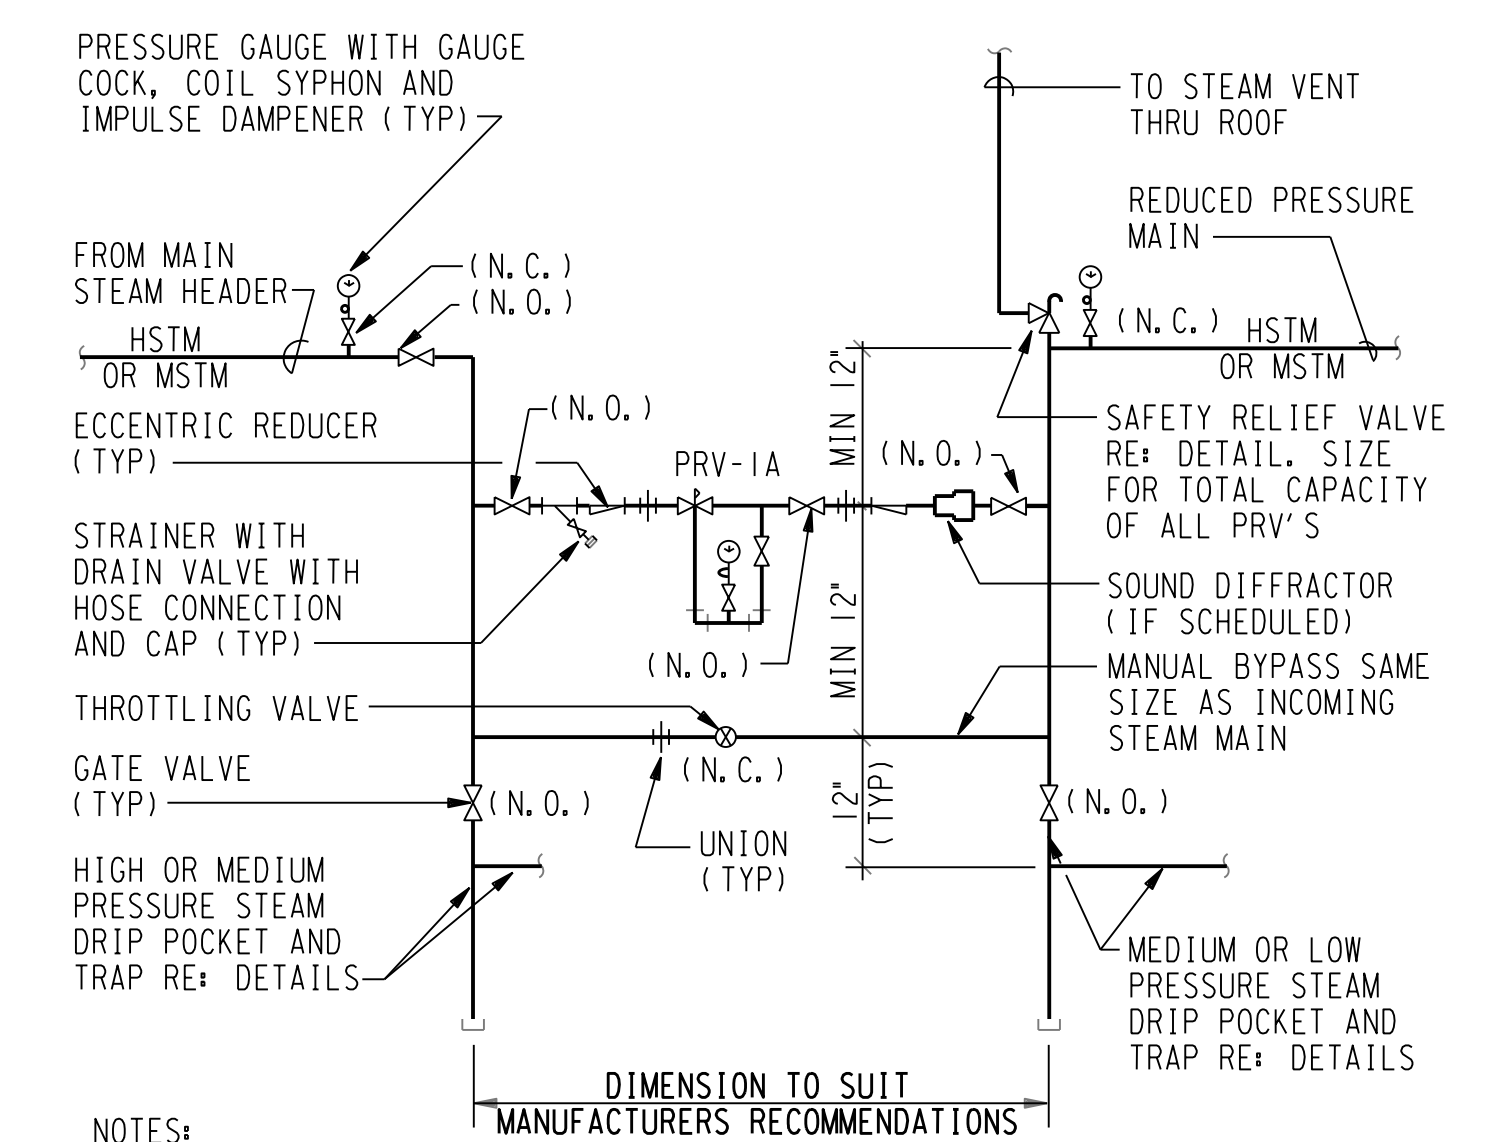 PRESSURE GAUGE WITH GAUGE
COCK, COIL SYPHON AND
IMPULSE DAMPENER (TYP)
TO STEAM VENT
THRU ROOF
REDUCED PRESSURE
MAIN
FROM MAIN
STEAM HEADER
(N.C.)
(N.O.)
HSTM
OR MSTM
(N.C.)
HSTM
OR MSTM
MIN 12"
ECCENTRIC REDUCER
(TYP)
(N.O.)
PRV-1A
(N.O.)
SAFETY RELIEF VALVE
RE: DETAIL. SIZE
FOR TOTAL CAPACITY
OF ALL PRV'S
STRAINER WITH
DRAIN VALVE WITH
HOSE CONNECTION
AND CAP (TYP)
(N.O.)
MIN 12"
SOUND DIFFRACTOR
(IF SCHEDULED)
MANUAL BYPASS SAME
SIZE AS INCOMING
STEAM MAIN
THROTTLING VALVE
(N.C.)
GATE VALVE
(TYP)
(N.O.)
12"
(TYP)
(N.O.)
UNION
(TYP)
HIGH OR MEDIUM
PRESSURE STEAM
DRIP POCKET AND
TRAP RE: DETAILS
MEDIUM OR LOW
PRESSURE STEAM
DRIP POCKET AND
TRAP RE: DETAILS
DIMENSION TO SUIT
MANUFACTURERS RECOMMENDATIONS
NOTES: